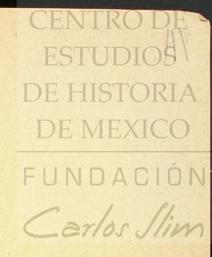 CENTRO DE
ESTUDIOS
DE HISTORIA
DE MEXICO
FUNDACIÓN
Carlos Slim